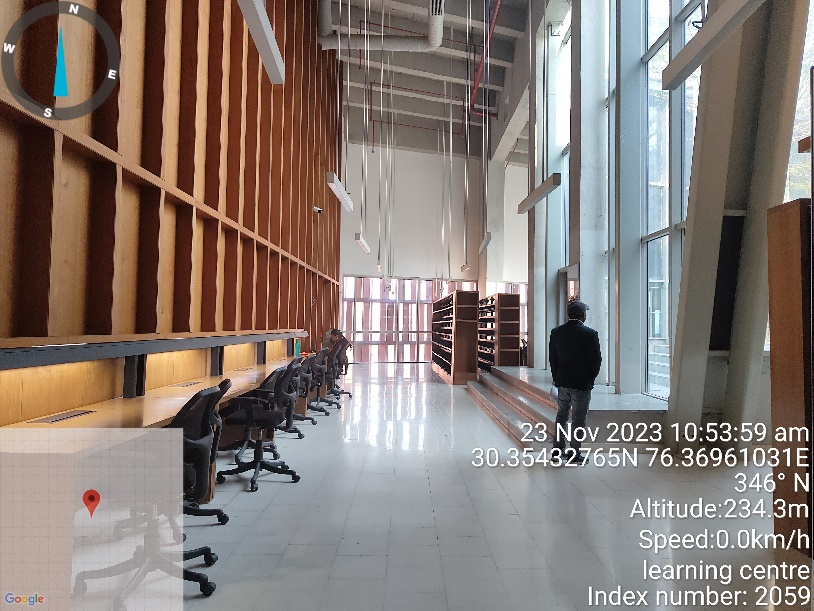 N
W
E
S
23 Nov 2023 10:53:59 am
30.35432765N 76.36961031E
346° N
Altitude:234.3m
Speed:0.0km/h
learning centre
Index number: 2059
Google